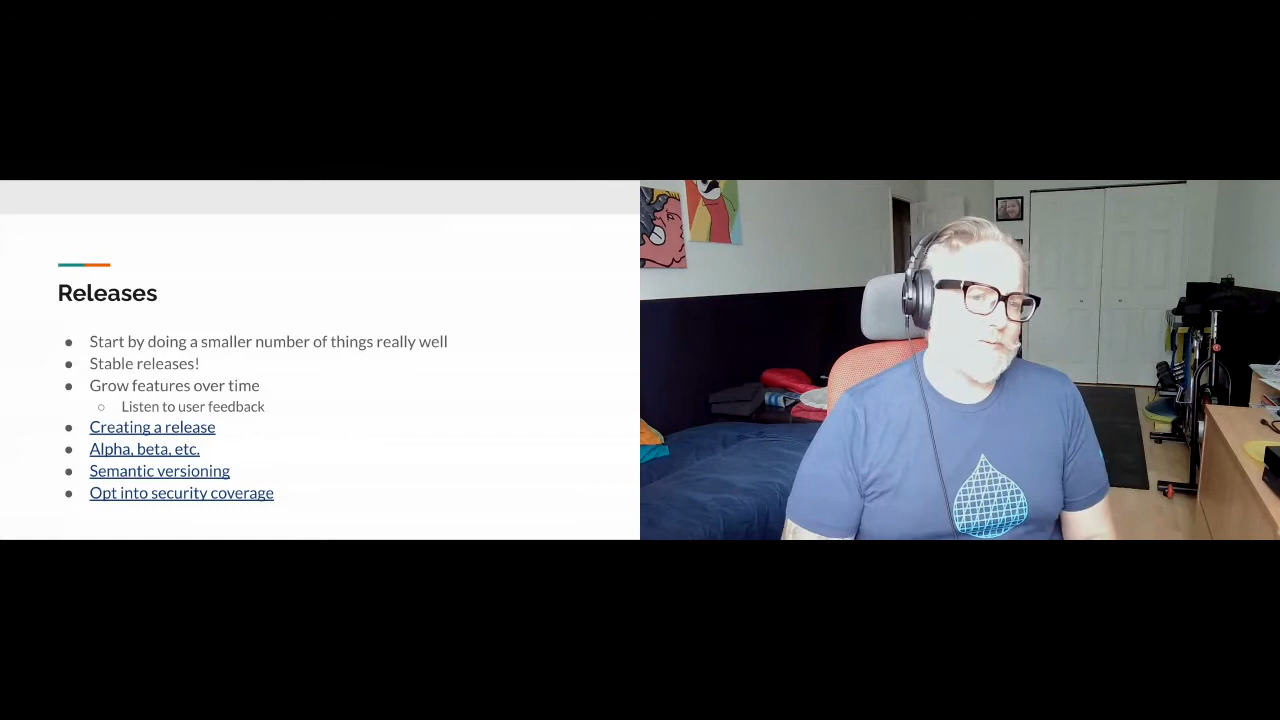 Releases
● Start by doing a smaller number of things really well
● Stable releases!
● Grow features over time
○ Listen to user feedback
● Creating a release
● Alpha, beta, etc.
● Semantic versioning
● Opt into security coverage